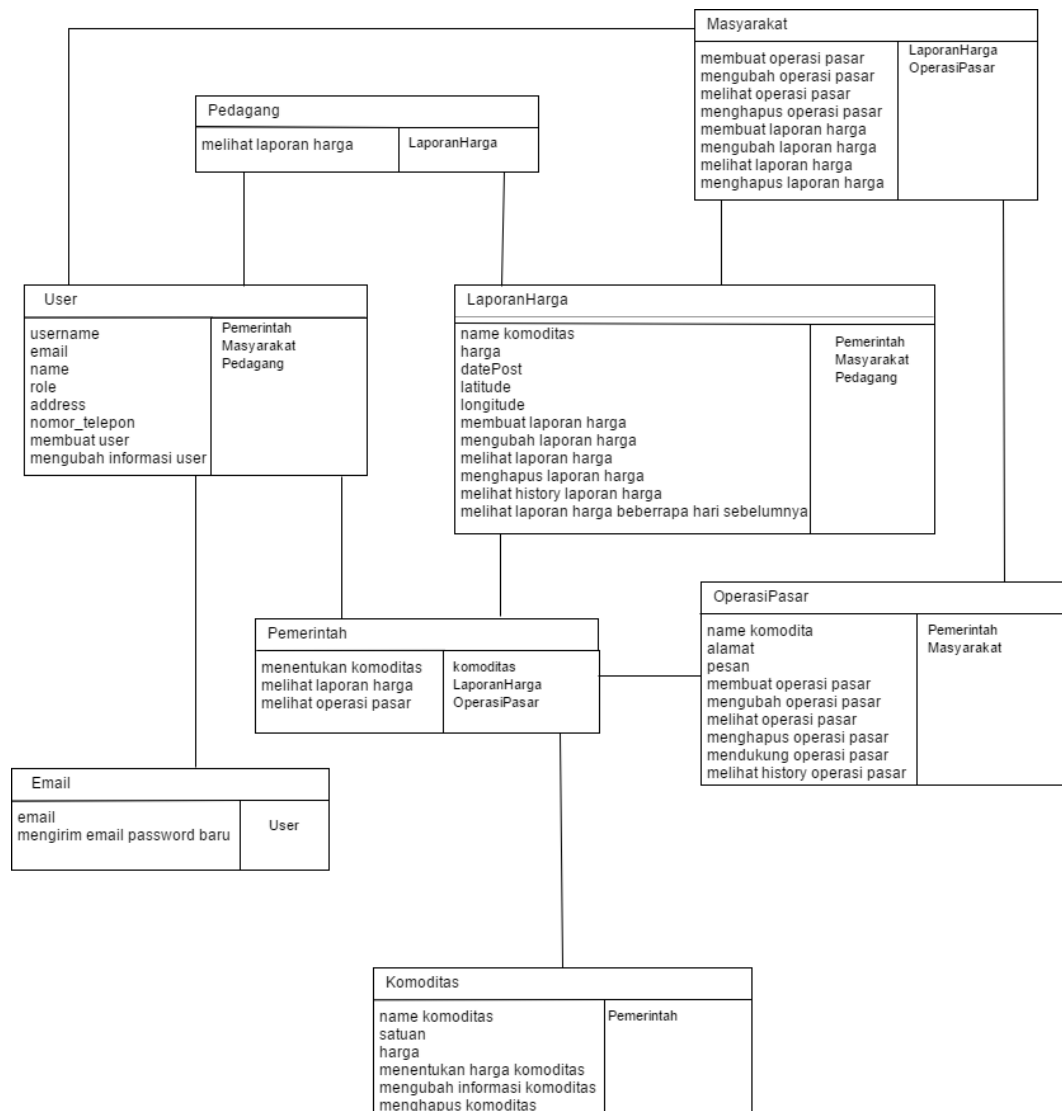 Masyarakat
membuat operasi pasar
mengubah operasi pasar
melihat operasi pasar
menghapus operasi pasar
membuat laporan harga
mengubah laporan harga
melihat laporan harga
menghapus laporan harga
LaporanHarga
OperasiPasar
Pedagang
melihat laporan harga
LaporanHarga
User
username
email
name
role
address
nomor_telepon
membuat user
mengubah informasi user
Pemerintah
Masyarakat
Pedagang
LaporanHarga
name komoditas
harga
datePost
latitude
longitude
membuat laporan harga
mengubah laporan harga
melihat laporan harga
menghapus laporan harga
melihat history laporan harga
melihat laporan harga beberrapa hari sebelumnya
Pemerintah
Masyarakat
Pedagang
Pemerintah
menentukan komoditas
melihat laporan harga
melihat operasi pasar
komoditas
LaporanHarga
OperasiPasar
OperasiPasar
name komodita
alamat
pesan
membuat operasi pasar
mengubah operasi pasar
melihat operasi pasar
menghapus operasi pasar
mendukung operasi pasar
melihat history operasi pasar
Pemerintah
Masyarakat
Email
email
mengirim email password baru
User
Komoditas
name komoditas
satuan
harga
menentukan harga komoditas
mengubah informasi komoditas
menghapus komoditas
Pemerintah